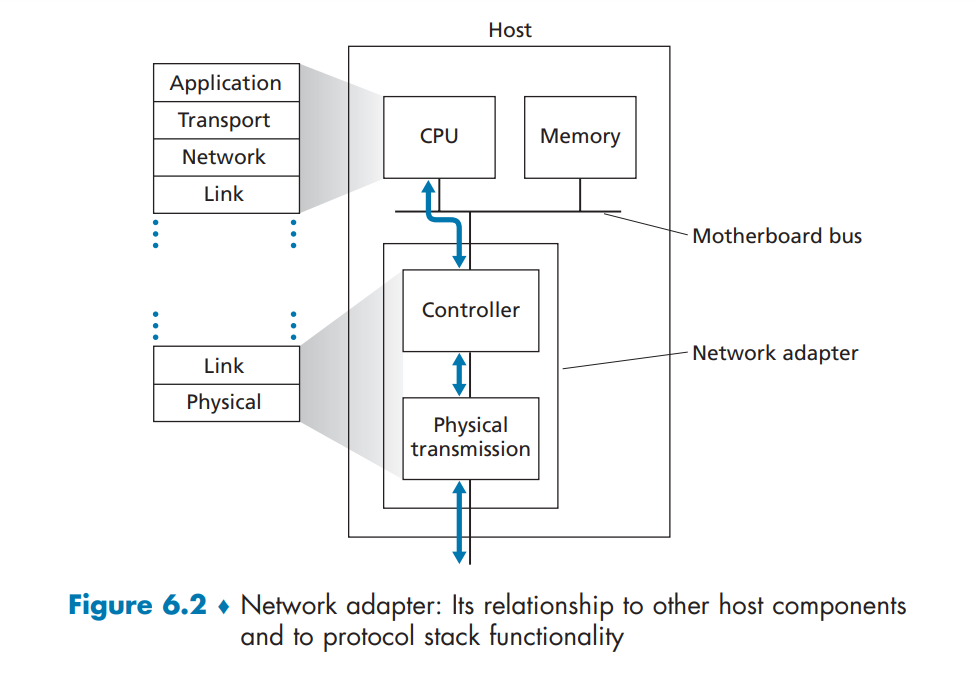 Host
Application
Transport
Network
Link
CPU
Memory
Motherboard bus
Controller
Link
Physical
Network adapter
Physical
transmission
Figure 6.2 ♦ Network adapter: Its relationship to other host components
and to protocol stack functionality